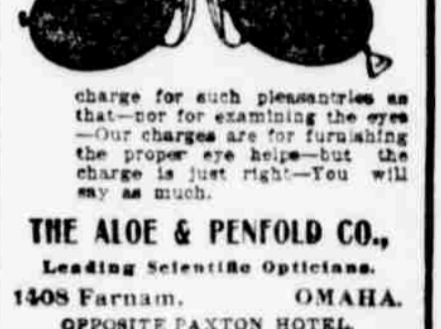 charge for such pleasantries as
that—nor for examining the eyes
—Our charges are for furnishing
the proper eye helps—but the
charge is just right—You will
say as much.
THE ALOE & PENFOLD CO.,
Leading Scientific Opticians.
1408 Farnam. OMAHA.
OPPOSITE PAXTON HOTEL.